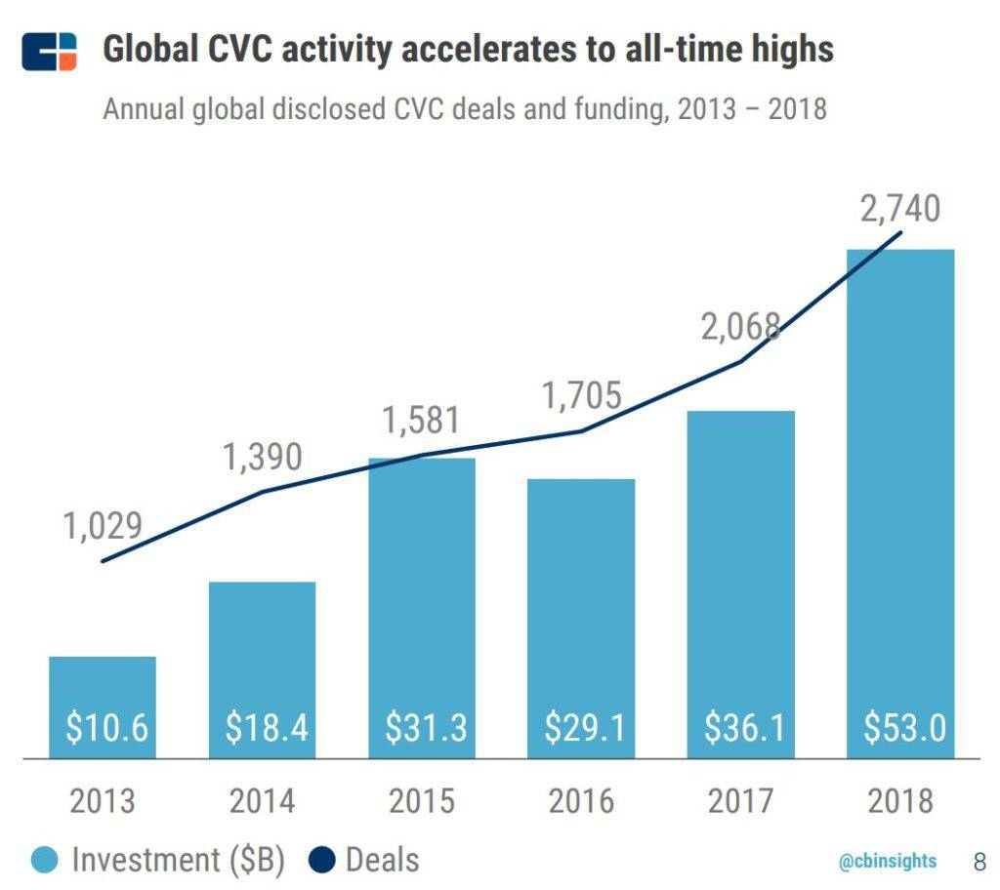 Global CVC activity accelerates to all-time highs
Annual global disclosed CVC deals and funding, 2013 – 2018
2,740
2,068
1,705
1,581
1,390
1,029
$10.6 $18.4 $31.3 $29.1 $36.1 $53.0
2013 2014 2015 2016 2017 2018
Investment ($B) Deals
@cbinsights 8